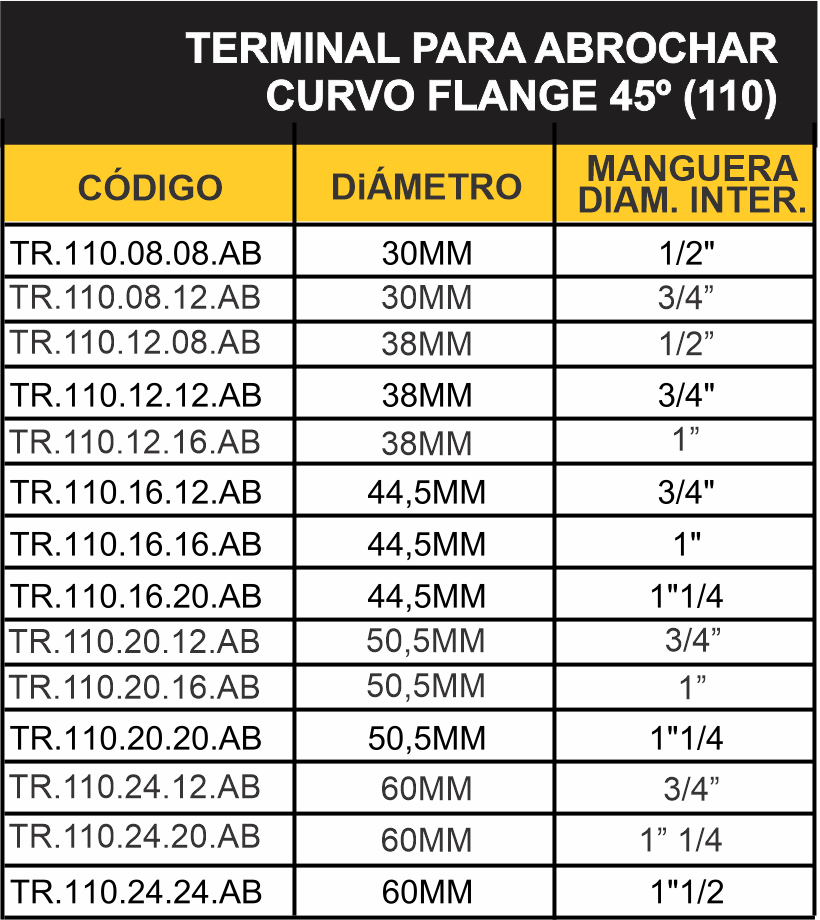 TERMINAL PARA ABROCHAR
CURVO FLANGE 45º (110)
CÓDIGO DiÁMETRO MANGUERA
DIAM. INTER.
TR.110.08.08.AB 30MM 1/2"
TR.110.08.12.AB 30MM 3/4”
TR.110.12.08.AB 38MM 1/2”
TR.110.12.12.AB 38MM 3/4"
TR.110.12.16.AB 38MM 1”
TR.110.16.12.AB 44,5MM 3/4"
TR.110.16.16.AB 44,5MM 1"
TR.110.16.20.AB 44,5MM 1"1/4
TR.110.20.12.AB 50,5MM 3/4”
TR.110.20.16.AB 50,5MM 1”
TR.110.20.20.AB 50,5MM 1"1/4
TR.110.24.12.AB 60MM 3/4”
TR.110.24.20.AB 60MM 1” 1/4
TR.110.24.24.AB 60MM 1"1/2